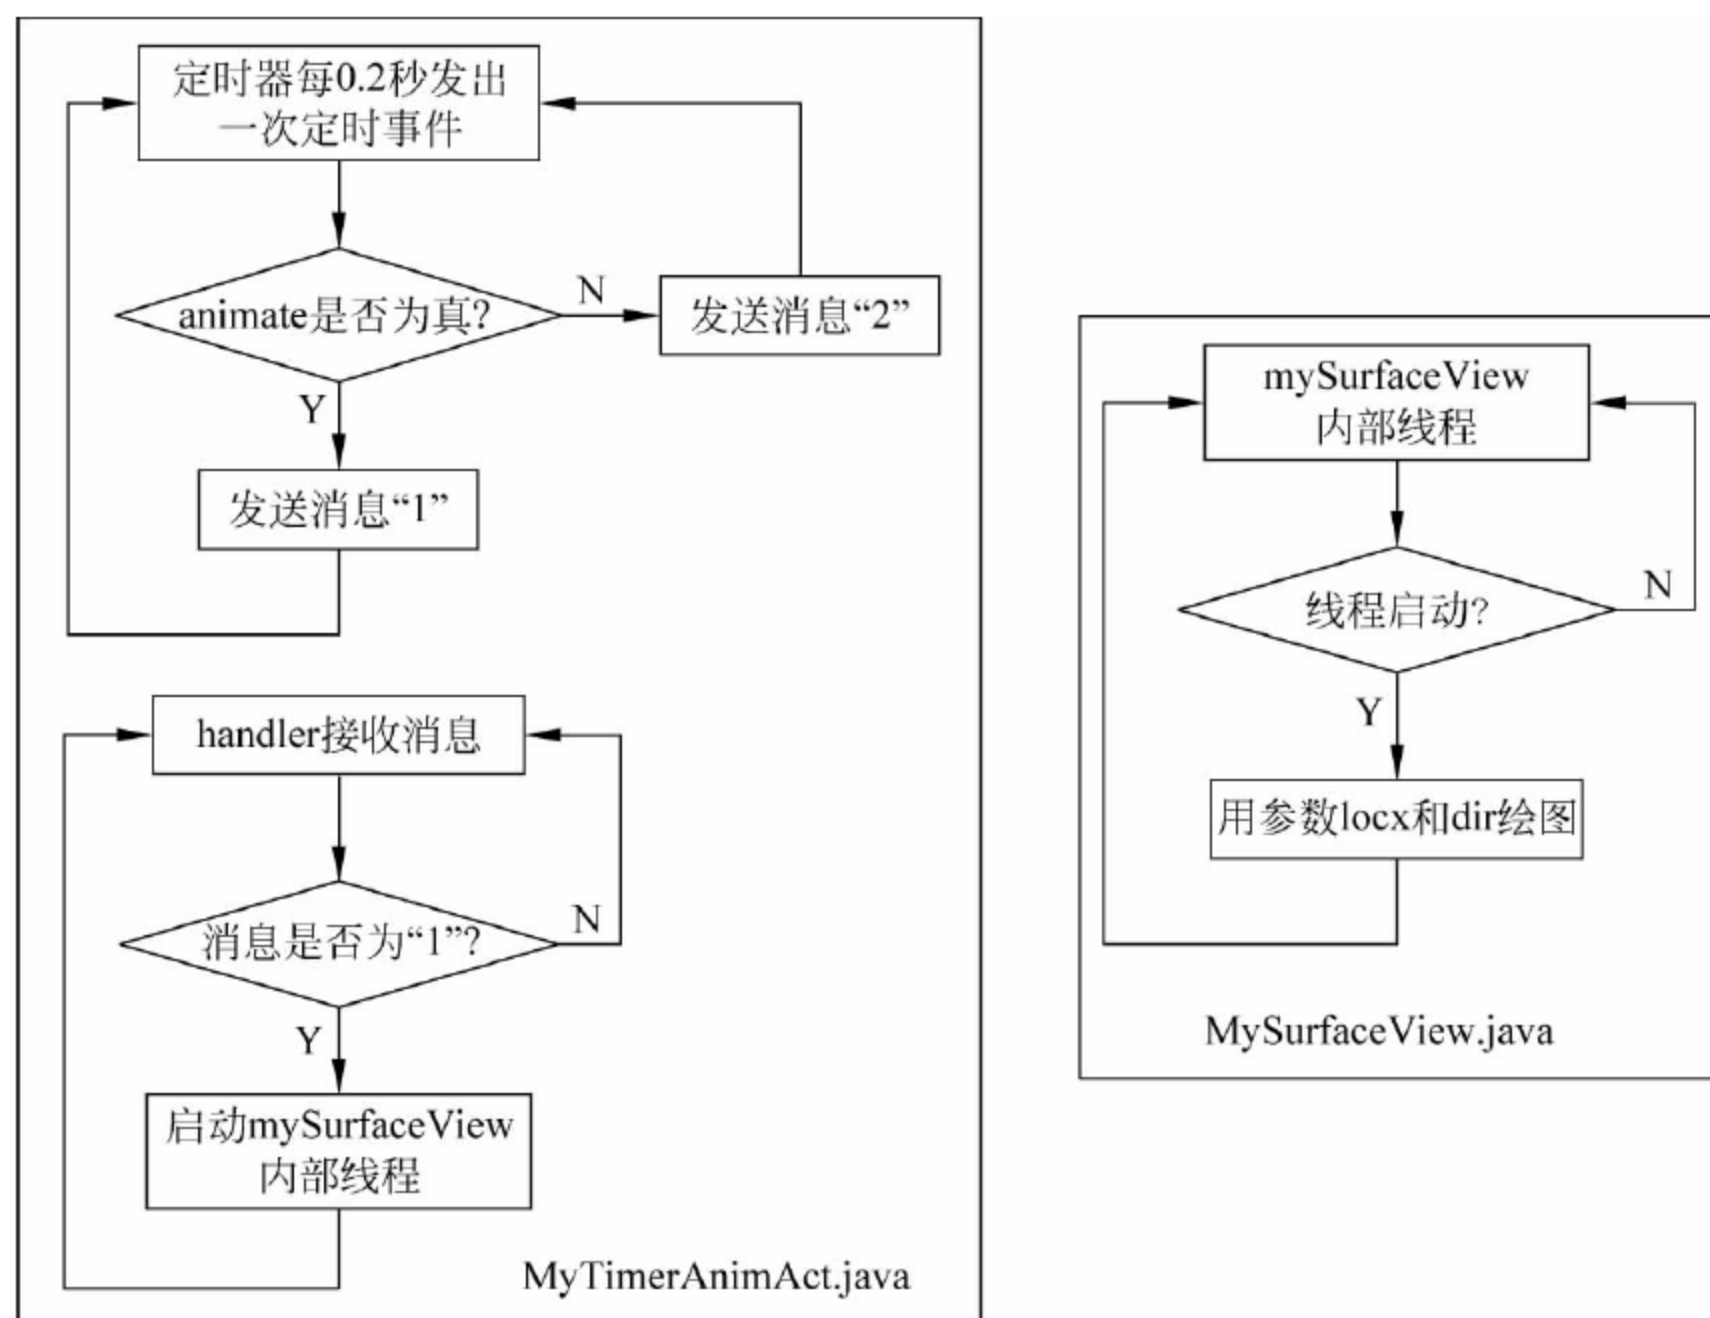 定时器每0.2秒发出
一次定时事件
animate是否为真?
N
发送消息“2”
Y
发送消息“1”
handler接收消息
消息是否为“1”?
N
Y
启动mySurfaceView
内部线程
MyTimerAnimAct.java
mySurfaceView
内部线程
线程启动?
N
Y
用参数locx和dir绘图
MySurfaceView.java